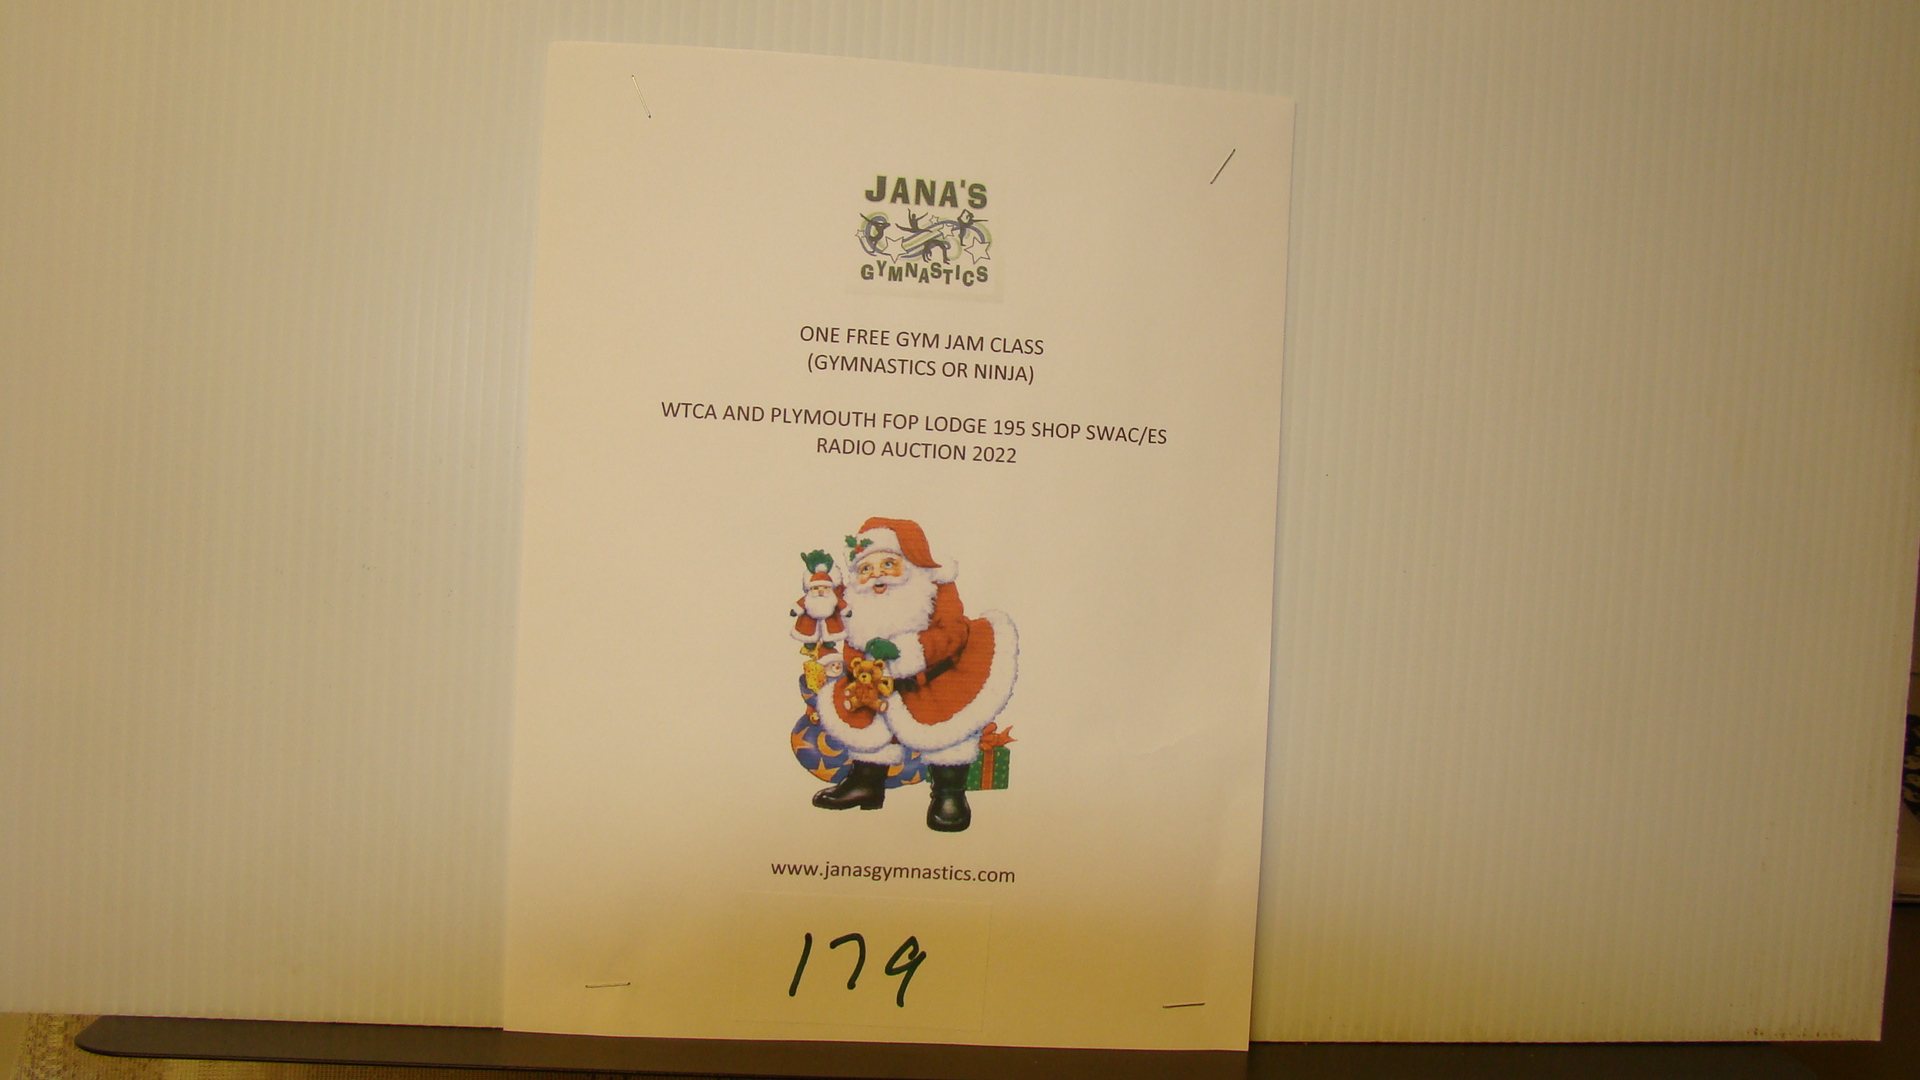 JANA'S
GYMNASTICS
ONE FREE GYM JAM CLASS
(GYMNASTICS OR NINJA)
WTCA AND PLYMOUTH FOP LODGE 195 SHOP SWAC/ES
RADIO AUCTION 2022
www.janasgymnastics.com
179